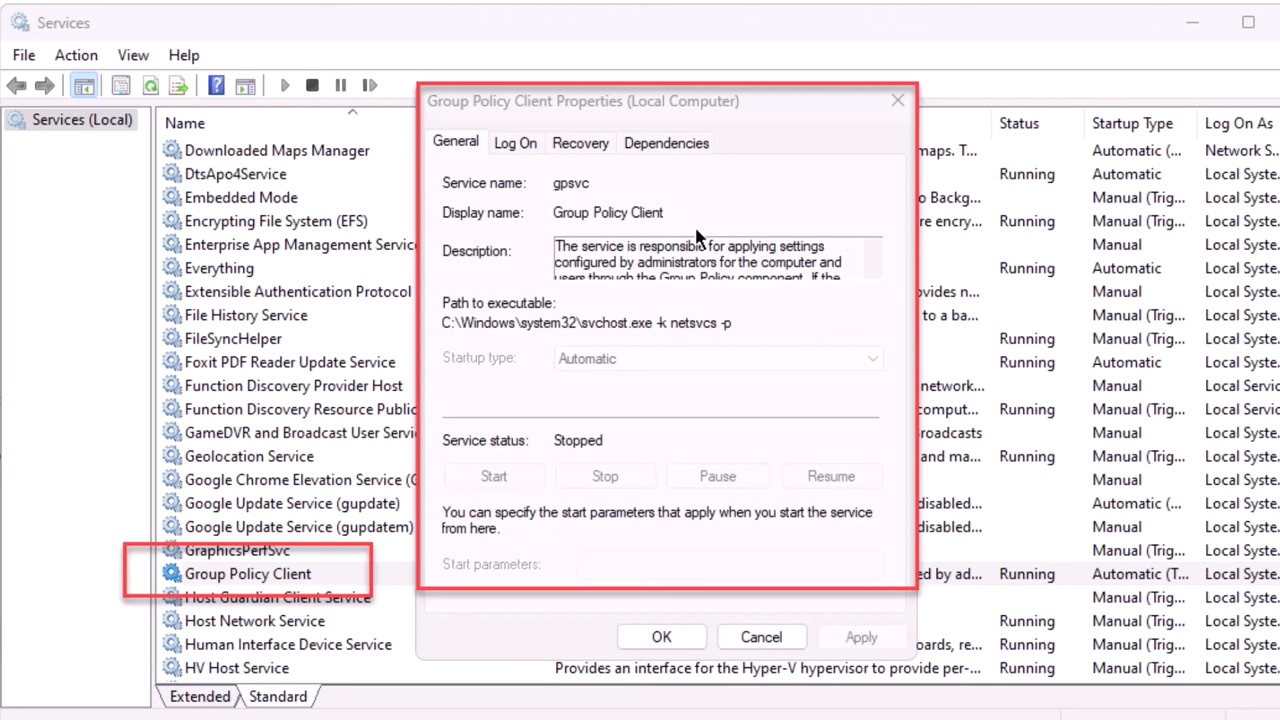 Services
File Action View Help
Services (Local)
Name
Status Startup Type Log On As
Downloaded Maps Manager
maps. T... Automatic (... Network S...
DtsApo4Service
Running Automatic Local Syste...
Embedded Mode
o Backg... Manual (Trig... Local Syste...
Encrypting File System (EFS)
re encry... Running Manual (Trig... Local Syste...
Enterprise App Management Service
Manual Local Syste...
Everything
Running Automatic Local Syste...
Extensible Authentication Protocol
ovides n... Manual Local Syste...
File History Service
to a ba... Manual (Trig... Local Syste...
FileSyncHelper
Running Automatic Local Syste...
Foxit PDF Reader Update Service
Running Automatic Local Syste...
Function Discovery Provider Host
network... Manual Local Servic...
Function Discovery Resource Public
comput... Running Manual (Trig... Local Servic...
GameDVR and Broadcast User Servi
roadcasts Manual Local Syste...
Geolocation Service
and ma... Running Manual (Trig... Local Syste...
Google Chrome Elevation Service (G
Manual Local Syste...
Google Update Service (gupdate)
disabled... Automatic (... Local Syste...
Google Update Service (gupdatem)
disabled... Manual Local Syste...
GraphicsPerfSvc
Manual (Trig... Local Syste...
Group Policy Client
ed by ad... Running Automatic (T... Local Syste...
Host Guardian Client Service
Manual (Trig... Local Syste...
Host Network Service
Running Manual (Trig... Local Syste...
Human Interface Device Service
oards, re... Running Manual (Trig... Local Syste...
HV Host Service
Provides an interface for the Hyper-V hypervisor to provide per-... Running Manual (Trig... Local Syste...
Extended Standard
Group Policy Client Properties (Local Computer)
General Log On Recovery Dependencies
Service name: gpsvc
Display name: Group Policy Client
Description: The service is responsible for applying settings
configured by administrators for the computer and
users through the Group Policy component. If the
Path to executable:
C:\Windows\system32\svchost.exe -k netsvcs -p
Startup type: Automatic
Service status: Stopped
Start Stop Pause Resume
You can specify the start parameters that apply when you start the service
from here.
Start parameters:
OK Cancel Apply